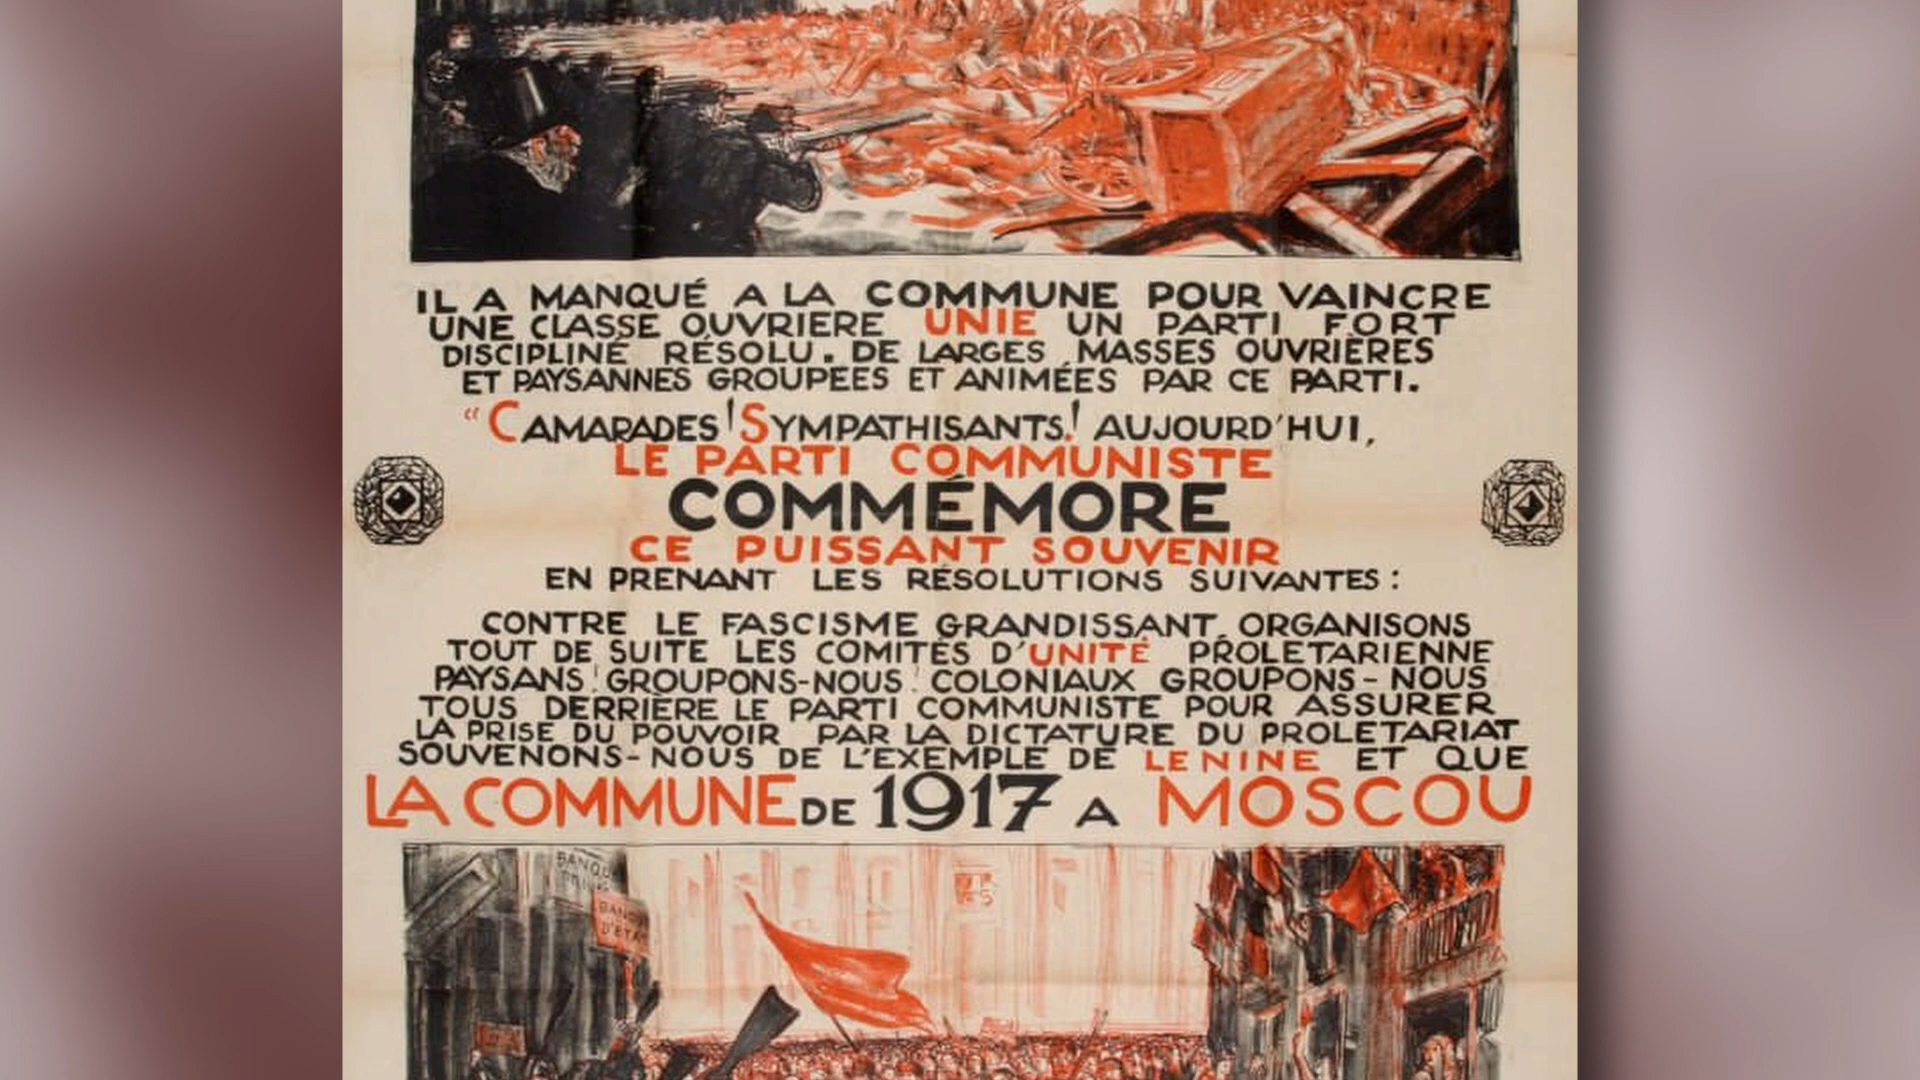 IL A MANQUÉ A LA COMMUNE POUR VAINCRE
UNE CLASSE OUVRIERE UNIE UN PARTI FORT
DISCIPLINÉ RÉSOLU. DE LARGES MASSES OUVRIÈRES
ET PAYSANNES GROUPEES ET ANIMÉES PAR CE PARTI.
“CAMARADES! SYMPATHISANTS! AUJOURD'HUI,
LE PARTI COMMUNISTE
COMMÉMORE
CE PUISSANT SOUVENIR
EN PRENANT LES RÉSOLUTIONS SUIVANTES :
CONTRE LE FASCISME GRANDISSANT, ORGANISONS
TOUT DE SUITE LES COMITÉS D'UNITÉ PROLETARIENNE
PAYSANS! GROUPONS-NOUS! COLONIAUX GROUPONS-NOUS
TOUS DERRIÈRE LE PARTI COMMUNISTE POUR ASSURER
LA PRISE DU POUVOIR PAR LA DICTATURE DU PROLETARIAT
SOUVENONS-NOUS DE L'EXEMPLE DE LENINE ET QUE
LA COMMUNE DE 1917 A MOSCOU
BANQUE
BANQUE
D'ETAT